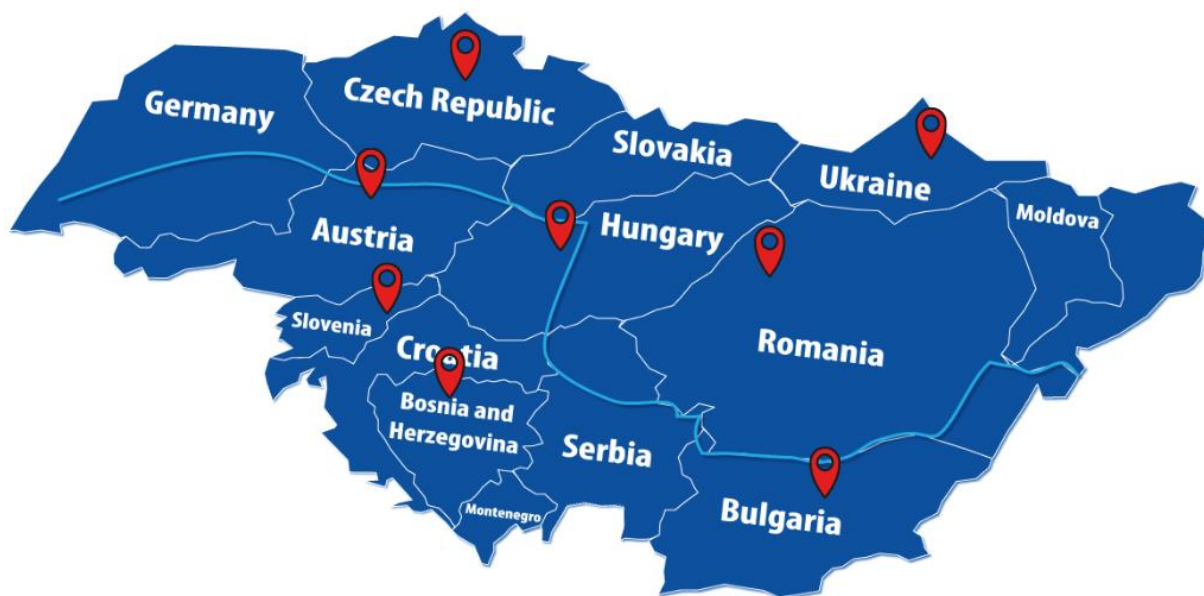 Germany
Czech Republic
Slovakia
Ukraine
Moldova
Austria
Hungary
Slovenia
Croatia
Romania
Bosnia and
Herzegovina
Serbia
Montenegro
Bulgaria